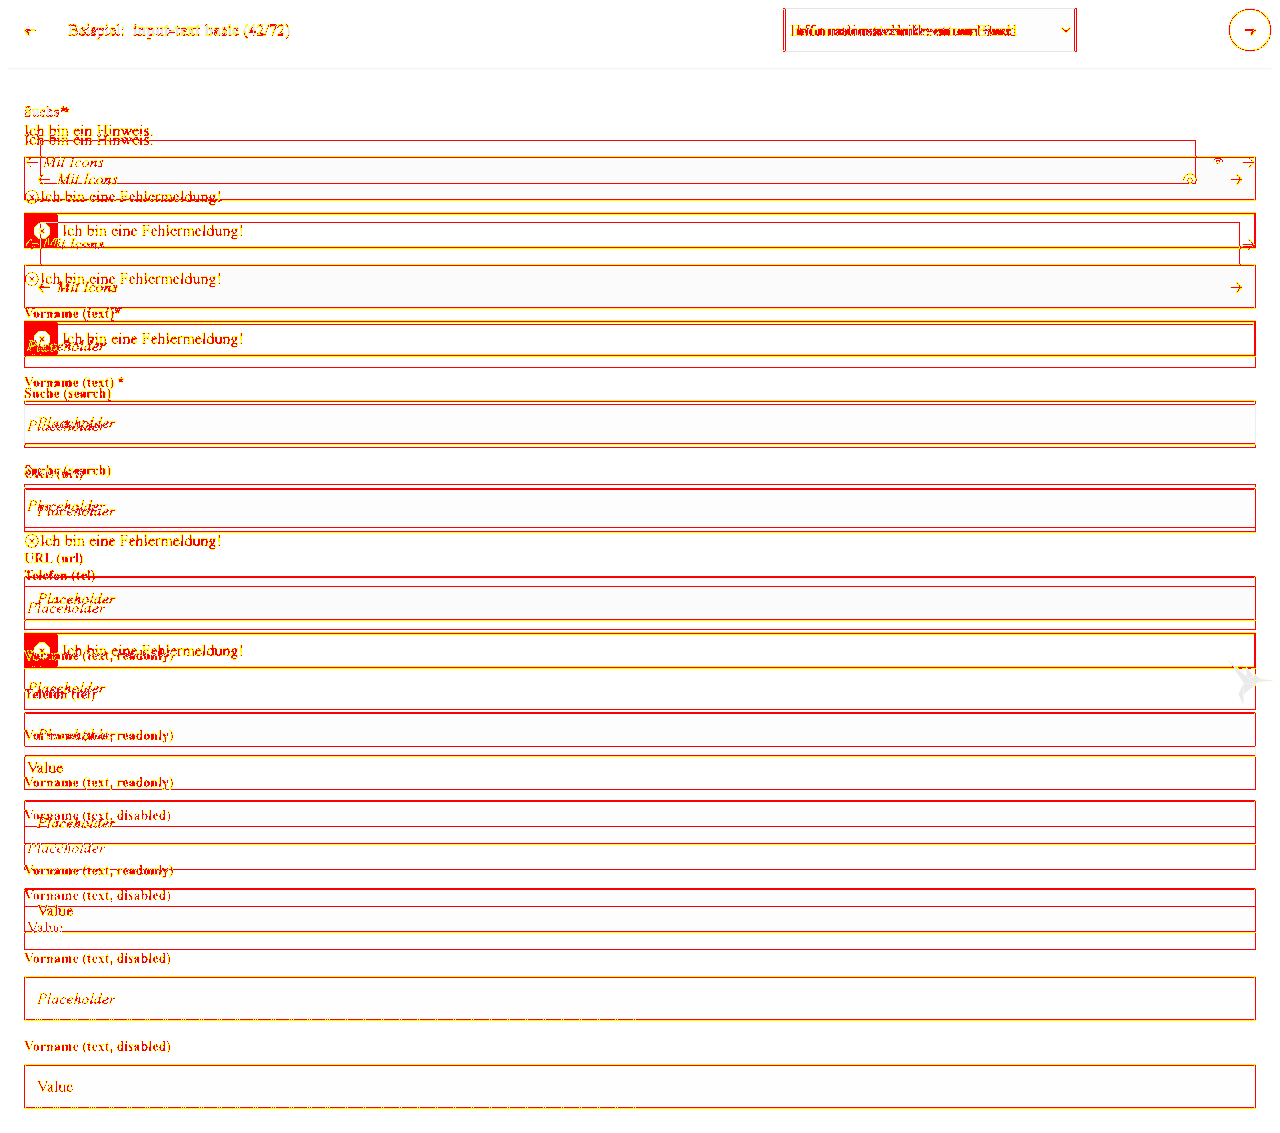 Beispiel: input-text basic (42/72)
Suche*
Ich bin ein Hinweis.
Ich bin ein Hinweis.
Mit Icons
Mit Icons
Ich bin eine Fehlermeldung!
Ich bin eine Fehlermeldung!
Mit Icons
Ich bin eine Fehlermeldung!
Mit Icons
Vorname (text)*
Ich bin eine Fehlermeldung!
Placeholder
Vorname (text) *
Suche (search)
Placeholder
Placeholder
Suche (search)
Placeholder
Placeholder
Ich bin eine Fehlermeldung!
URL (url)
Telefon (tel)
Placeholder
Placeholder
Ich bin eine Fehlermeldung!
Vorname (text, readonly)
Placeholder
Telefon (tel)
Placeholder
Vorname (text, readonly)
Value
Vorname (text, readonly)
Vorname (text, disabled)
Placeholder
Placeholder
Vorname (text, readonly)
Vorname (text, disabled)
Value
Value
Vorname (text, disabled)
Placeholder
Vorname (text, disabled)
Value